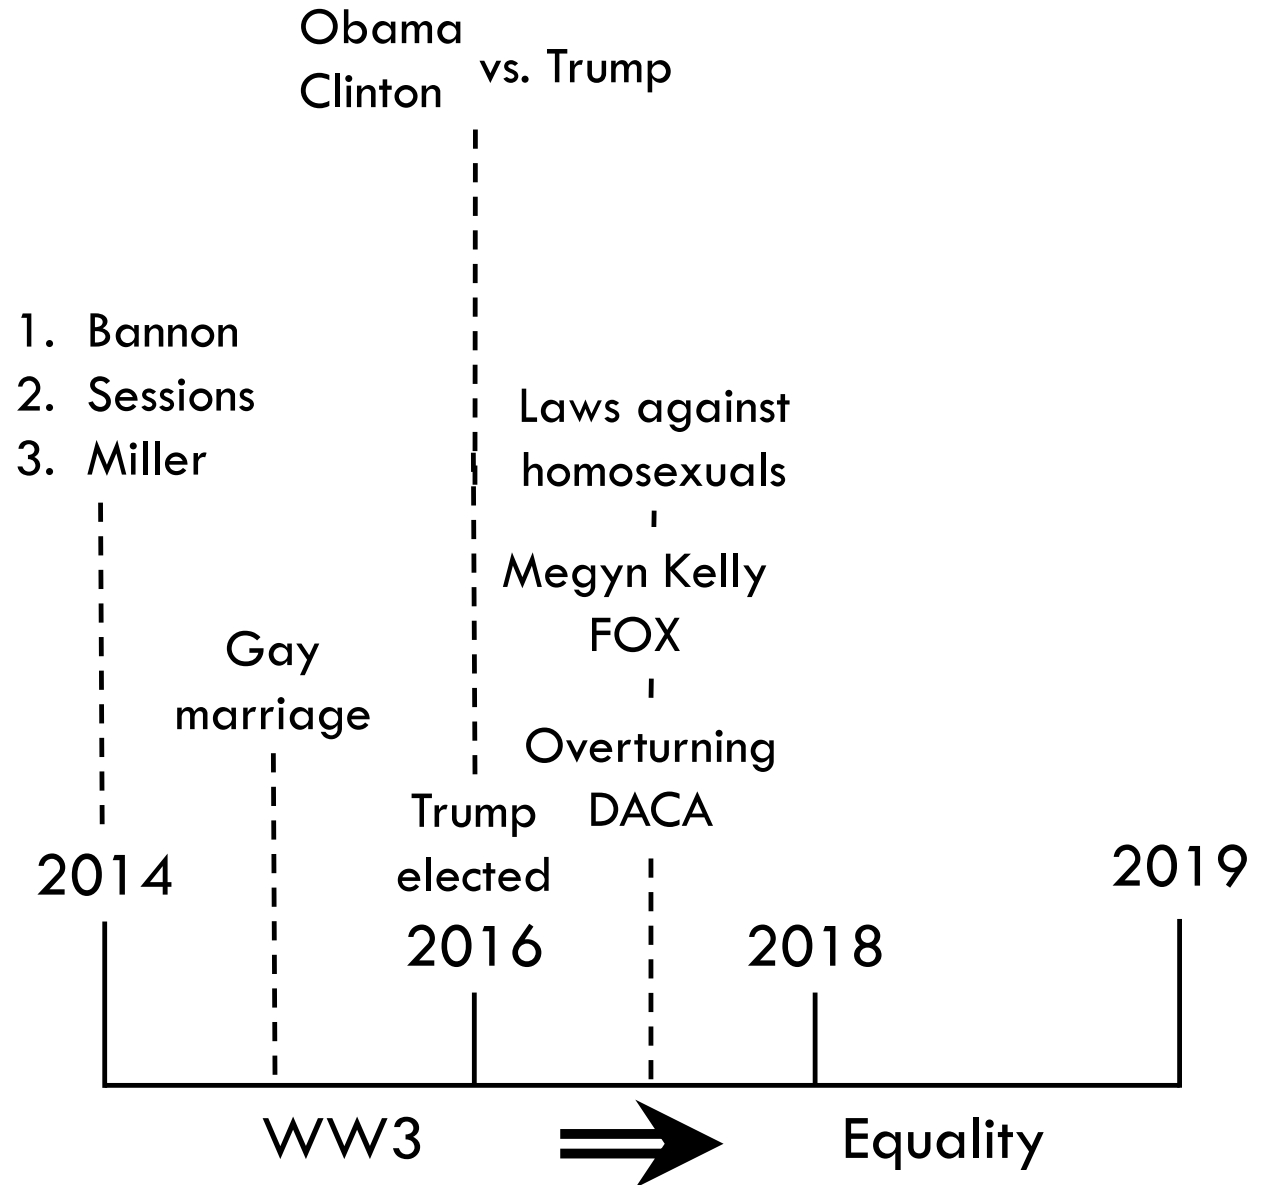 Obama
Clinton
vs. Trump
1. Bannon
2. Sessions
3. Miller
Laws against
homosexuals
Megyn Kelly
FOX
Gay
marriage
Overturning
DACA
Trump
elected
2014
2016
2018
2019
WW3
Equality